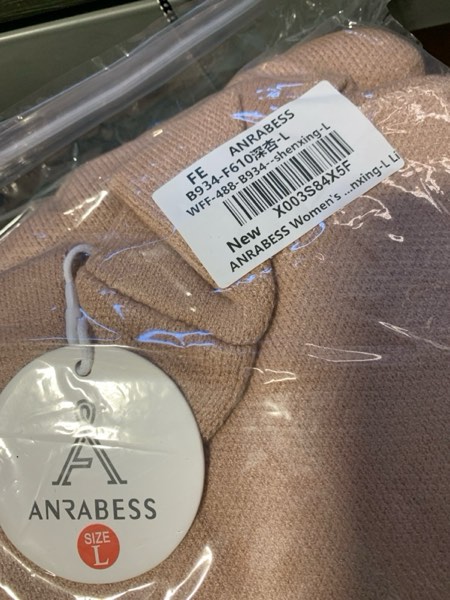 FE ANRABESS
B934-F610深杏-L
WFF-488-B934--shenxing-L
X003S84X5F
New
ANRABESS Women's ...nxing-L Li
ANRABESS
SIZE
L